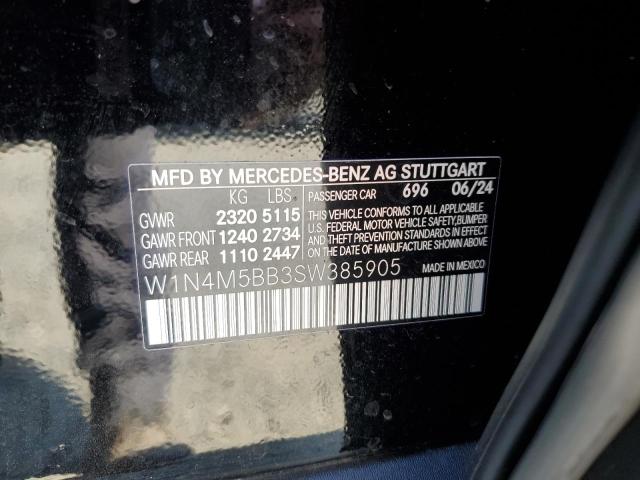 MFD BY MERCEDES-BENZ AG STUTTGART
KG LBS PASSENGER CAR 696 06/24
GVWR 2320 5115 THIS VEHICLE CONFORMS TO ALL APPLICABLE
GAWR FRONT 1240 2734 U.S. FEDERAL MOTOR VEHICLE SAFETY, BUMPER
GAWR REAR 1110 2447 AND THEFT PREVENTION STANDARDS IN EFFECT
ON THE DATE OF MANUFACTURE SHOWN ABOVE.
W1N4M5BB3SW385905 MADE IN MEXICO